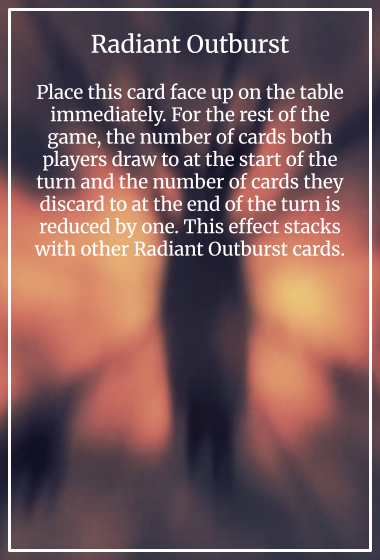 Radiant Outburst
Place this card face up on the table
immediately. For the rest of the
game, the number of cards both
players draw to at the start of the
turn and the number of cards they
discard to at the end of the turn is
reduced by one. This effect stacks
with other Radiant Outburst cards.